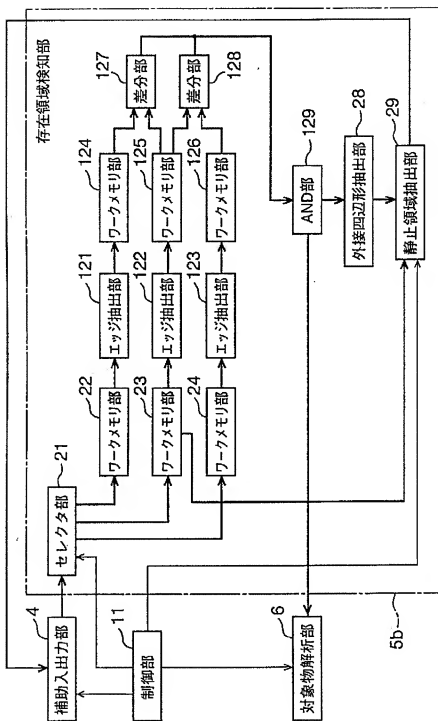 存在領域検知部
4
補助入出力部
11
制御部
6
対象物解析部
5b
21
セレクタ部
22
ワークメモリ部
23
ワークメモリ部
24
ワークメモリ部
121
エッジ抽出部
122
エッジ抽出部
123
エッジ抽出部
124
ワークメモリ部
125
ワークメモリ部
126
ワークメモリ部
127
差分部
128
差分部
129
AND部
28
外接四辺形抽出部
29
静止領域抽出部